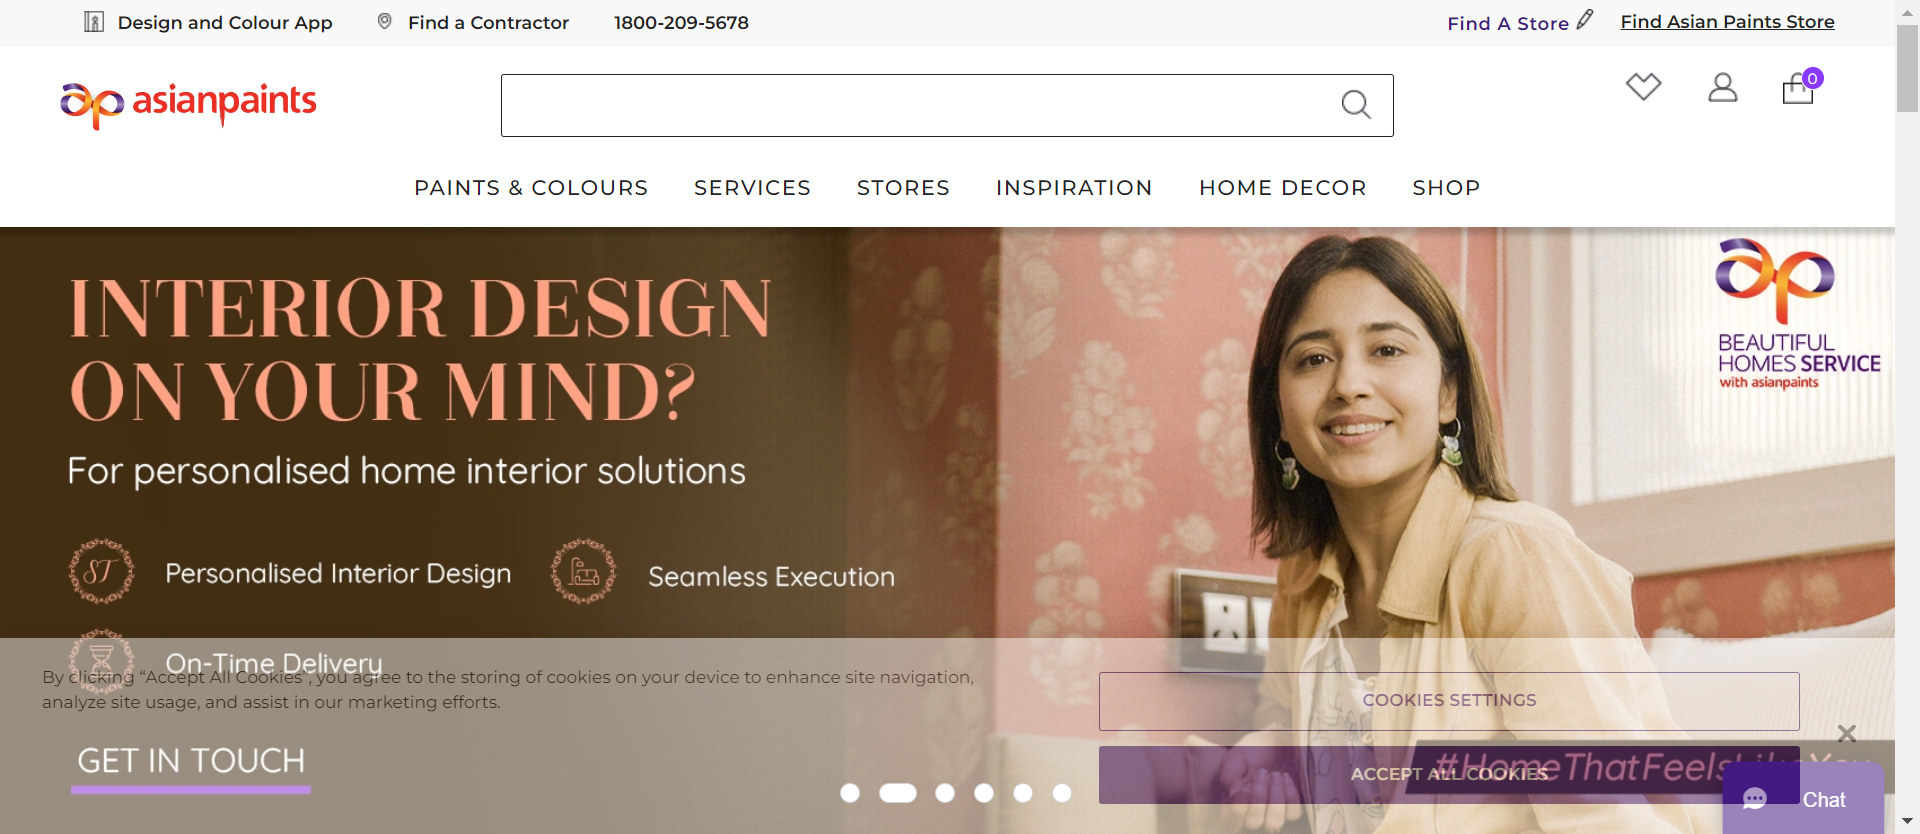 Design and Colour App
Find a Contractor
1800-209-5678
Find A Store
Find Asian Paints Store
asianpaints
0
PAINTS & COLOURS
SERVICES
STORES
INSPIRATION
HOME DECOR
SHOP
INTERIOR DESIGN
ON YOUR MIND?
For personalised home interior solutions
Personalised Interior Design
Seamless Execution
On-Time Delivery
BEAUTIFUL
HOMES SERVICE
with asianpaints
By clicking “Accept All Cookies”, you agree to the storing of cookies on your device to enhance site navigation,
analyze site usage, and assist in our marketing efforts.
COOKIES SETTINGS
ACCEPT ALL COOKIES
GET IN TOUCH
#HomeThatFeelsLikeYou
Chat